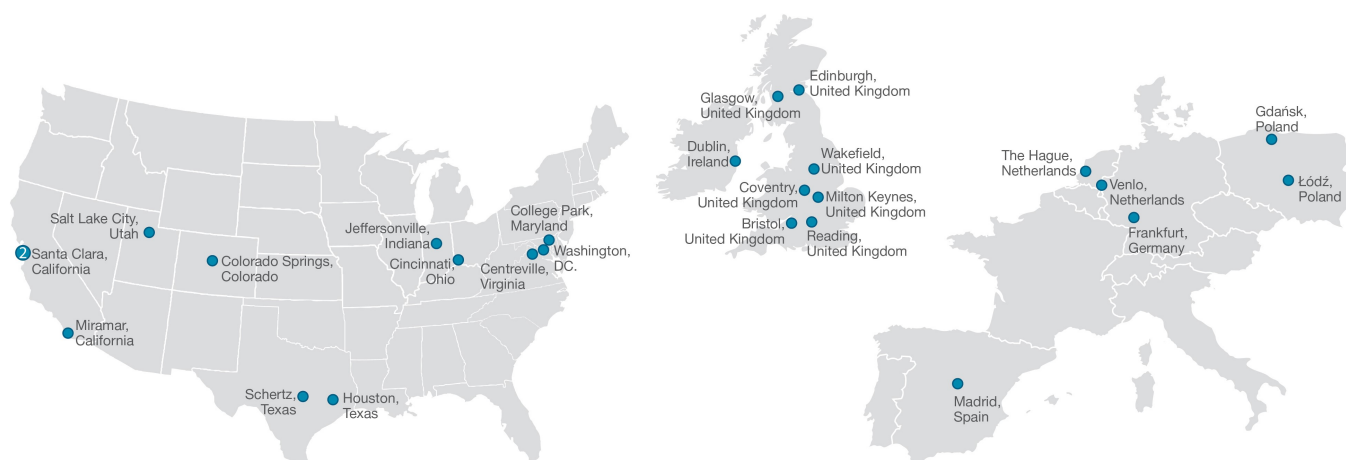 Salt Lake City,
Utah
2
Santa Clara,
California
Miramar,
California
Colorado Springs,
Colorado
Schertz,
Texas
Houston,
Texas
Jeffersonville,
Indiana
Cincinnati,
Ohio
College Park,
Maryland
Washington,
DC.
Centreville,
Virginia
Edinburgh,
United Kingdom
Glasgow,
United Kingdom
Dublin,
Ireland
Wakefield,
United Kingdom
Coventry,
United Kingdom
Milton Keynes,
United Kingdom
Bristol,
United Kingdom
Reading,
United Kingdom
Gdańsk,
Poland
The Hague,
Netherlands
Venlo,
Netherlands
Łódź,
Poland
Frankfurt,
Germany
Madrid,
Spain